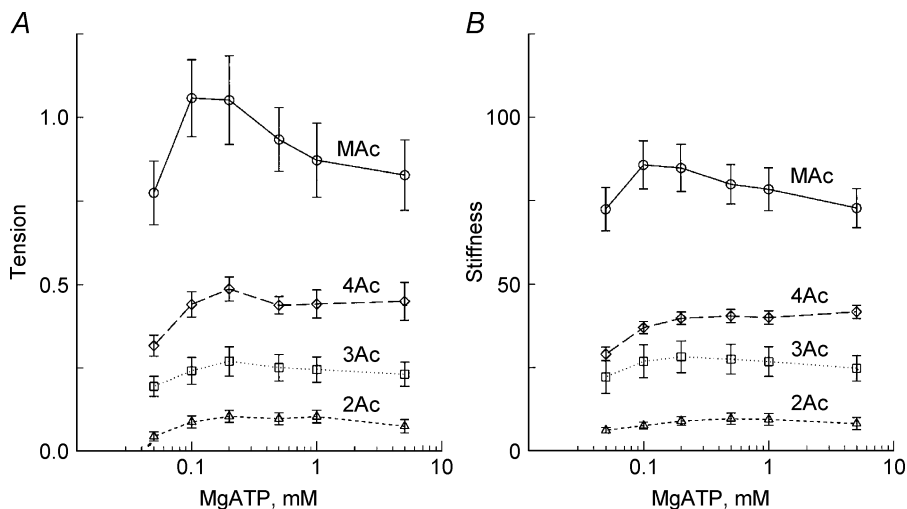 A
Tension
1.0
0.5
0.0
MAc
4Ac
3Ac
2Ac
0.1 1 10
MgATP, mM
B
Stiffness
100
50
0
MAc
4Ac
3Ac
2Ac
0.1 1 10
MgATP, mM